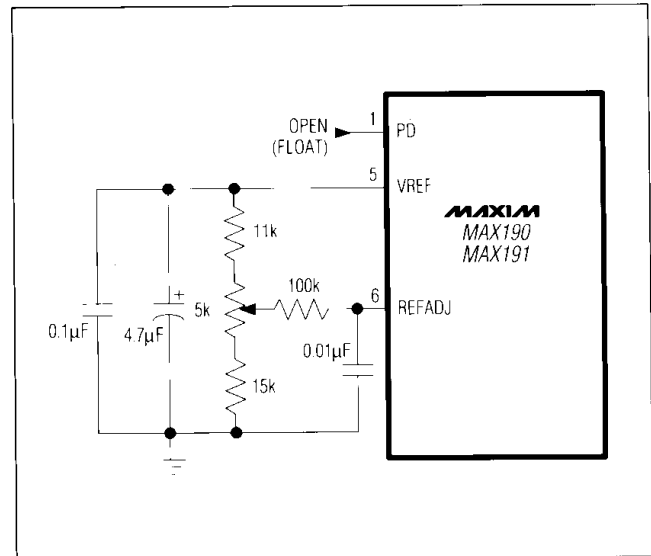 OPEN
(FLOAT)
1
PD
5
VREF
MAXIM
MAX190
MAX191
11k
100k
6
REFADJ
5k
0.1µF
+
4.7µF
0.01µF
15k